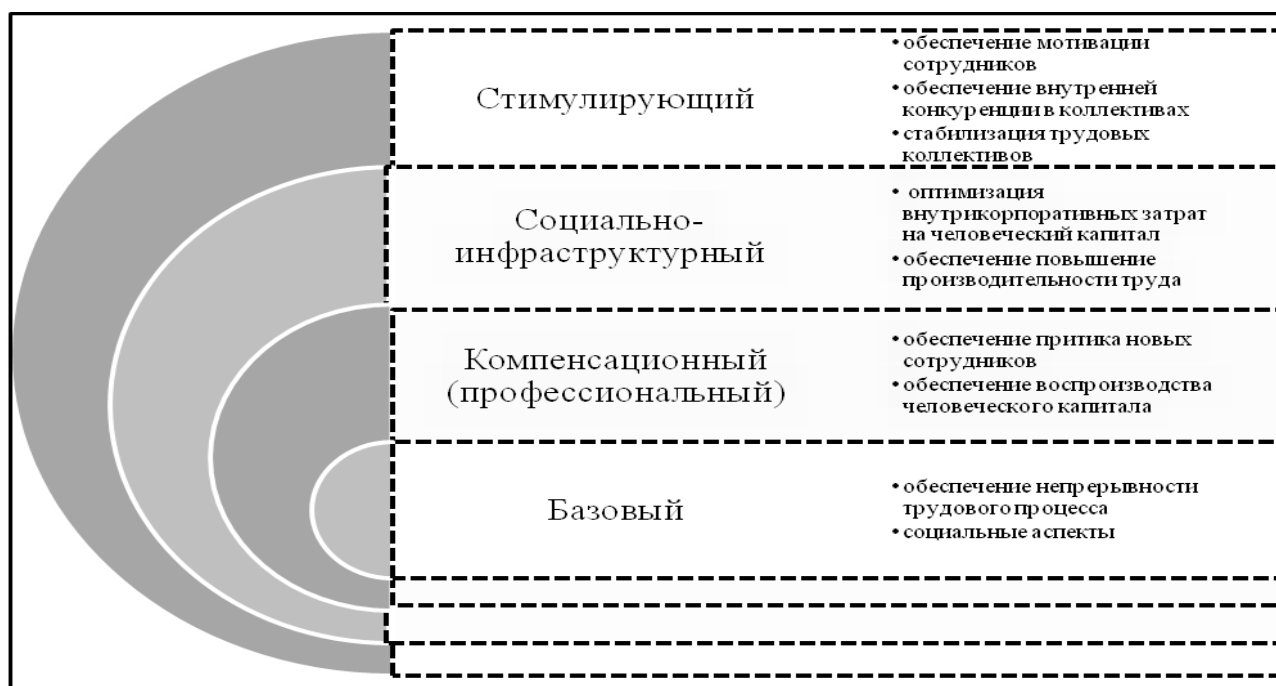 Стимулирующий
• обеспечение мотивации
сотрудников
• обеспечение внутренней
конкуренции в коллективах
• стабилизация трудовых
коллективов
Социально-
инфраструктурный
• оптимизация
внутрикорпоративных затрат
на человеческий капитал
• обеспечение повышение
производительности труда
Компенсационный
(профессиональный)
• обеспечение притика новых
сотрудников
• обеспечение воспроизводства
человеческого капитала
Базовый
• обеспечение непрерывности
трудового процесса
• социальные аспекты